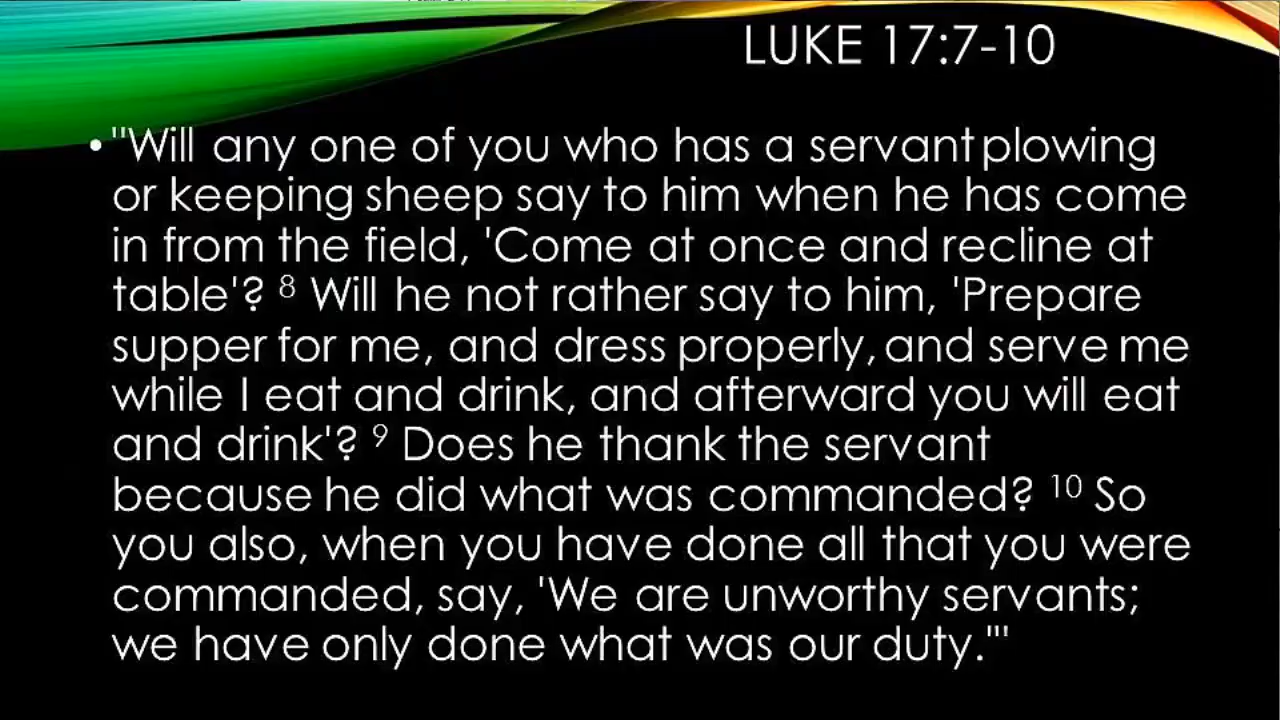 LUKE 17:7-10
• "Will any one of you who has a servant plowing
or keeping sheep say to him when he has come
in from the field, 'Come at once and recline at
table'? 8 Will he not rather say to him, 'Prepare
supper for me, and dress properly, and serve me
while I eat and drink, and afterward you will eat
and drink'? 9 Does he thank the servant
because he did what was commanded? 10 So
you also, when you have done all that you were
commanded, say, 'We are unworthy servants;
we have only done what was our duty.'"